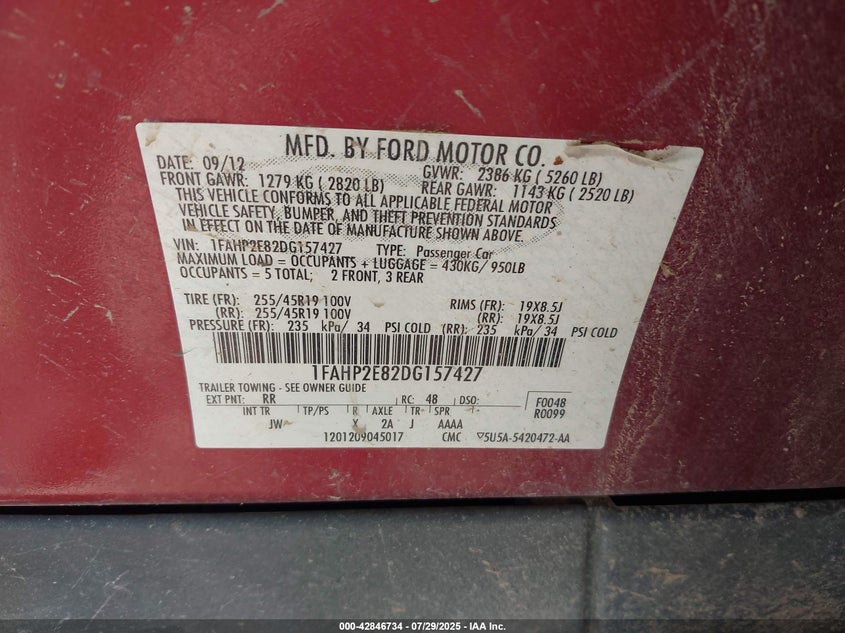 MFD. BY FORD MOTOR CO.
DATE: 09/12 GVWR: 2386 KG ( 5260 LB)
FRONT GAWR: 1279 KG ( 2820 LB) REAR GAWR: 1143 KG ( 2520 LB)
THIS VEHICLE CONFORMS TO ALL APPLICABLE FEDERAL MOTOR
VEHICLE SAFETY, BUMPER, AND THEFT PREVENTION STANDARDS
IN EFFECT ON THE DATE OF MANUFACTURE SHOWN ABOVE.
VIN: 1FAHP2E82DG157427 TYPE: Passenger Car
MAXIMUM LOAD = OCCUPANTS + LUGGAGE = 430KG/ 950LB
OCCUPANTS = 5 TOTAL; 2 FRONT, 3 REAR
TIRE (FR): 255/45R19 100V RIMS (FR): 19X8.5J
(RR): 255/45R19 100V (RR): 19X8.5J
PRESSURE (FR): 235 kPa/ 34 PSI COLD (RR): 235 kPa/ 34 PSI COLD
1FAHP2E82DG157427
TRAILER TOWING - SEE OWNER GUIDE
EXT PNT: RR RC: 48 DSO: F0048
INT TR TP/PS R AXLE TR SPR R0099
JW X 2A J AAAA
1201209045017 CMC ▽5U5A-5420472-AA
000-42846734 | 07/29/2025 | IAA Inc.